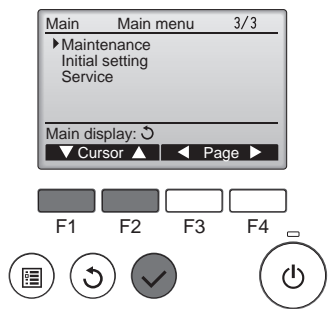 Main Main menu 3/3
Maintenance
Initial setting
Service
Main display:
Cursor Page
F1 F2 F3 F4